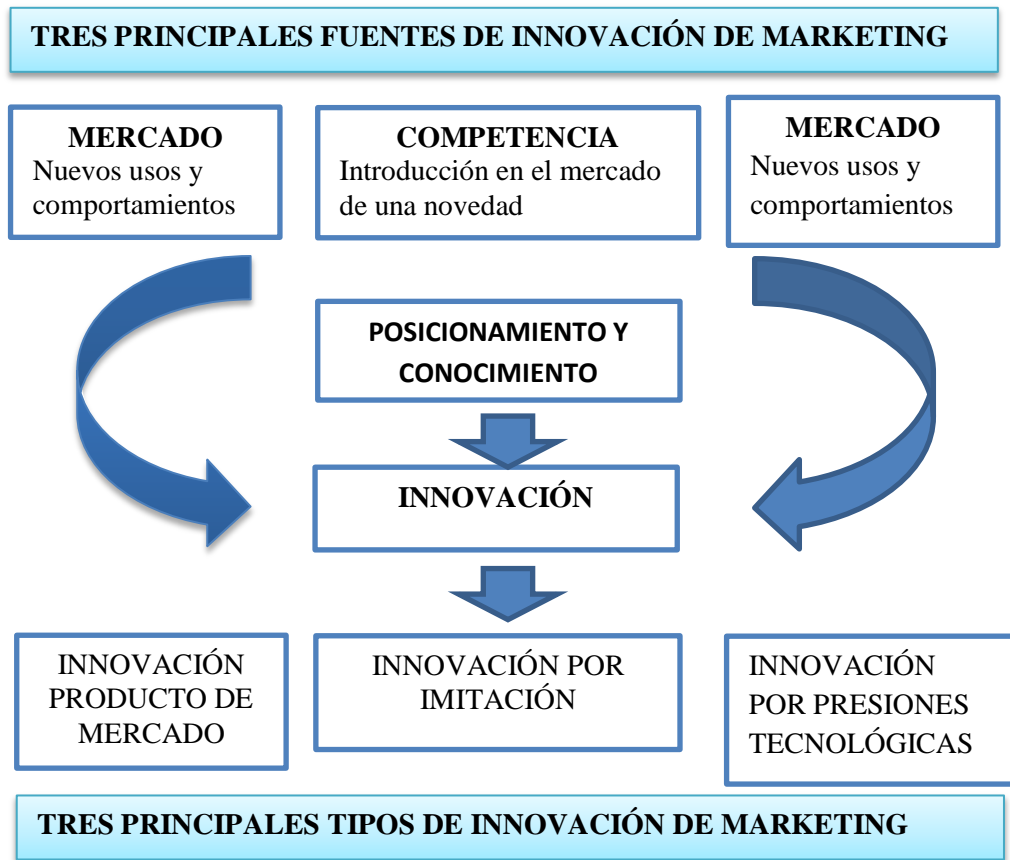 TRES PRINCIPALES FUENTES DE INNOVACIÓN DE MARKETING
MERCADO
Nuevos usos y
comportamientos
COMPETENCIA
Introducción en el mercado
de una novedad
MERCADO
Nuevos usos y
comportamientos
POSICIONAMIENTO Y
CONOCIMIENTO
INNOVACIÓN
INNOVACIÓN
PRODUCTO DE
MERCADO
INNOVACIÓN POR
IMITACIÓN
INNOVACIÓN
POR PRESIONES
TECNOLÓGICAS
TRES PRINCIPALES TIPOS DE INNOVACIÓN DE MARKETING